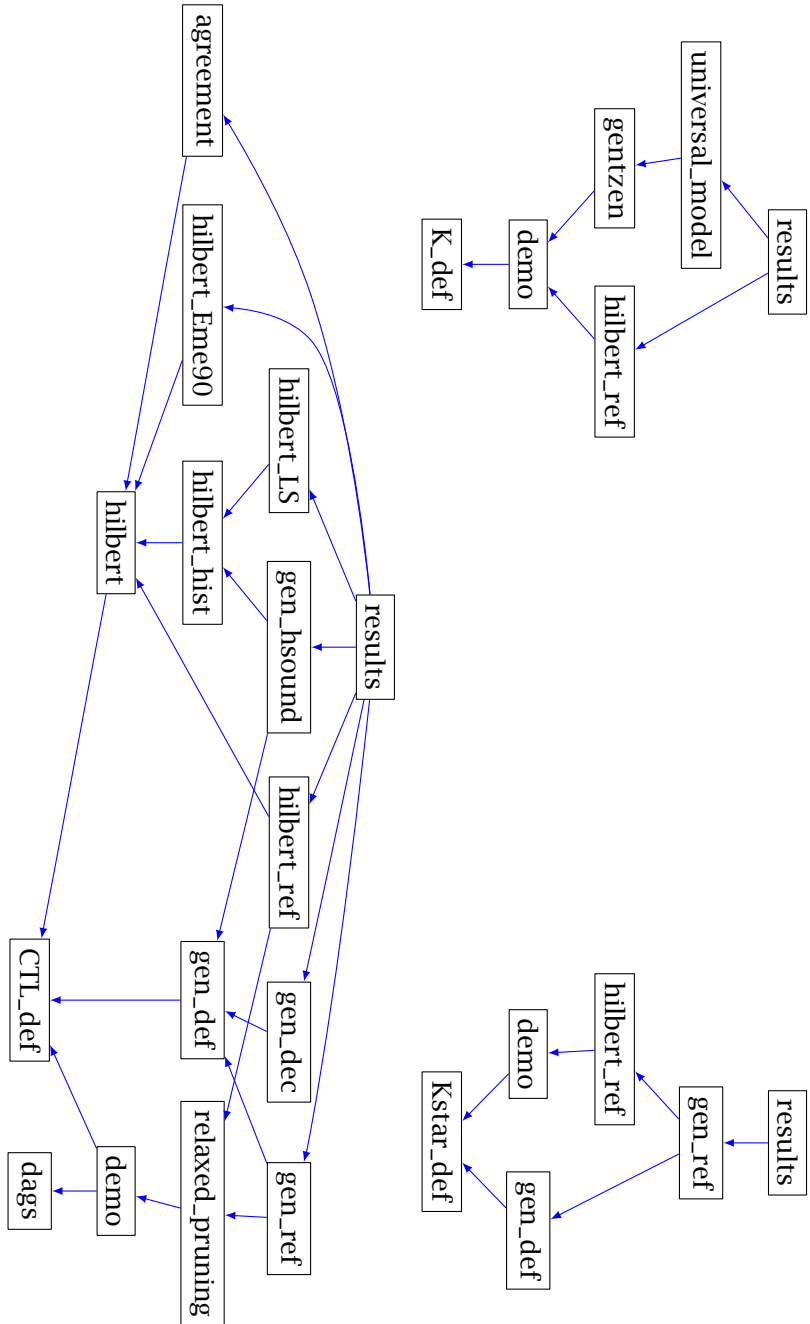 results
universal_model
gentzen
hilbert_ref
demo
K_def
results
gen_ref
hilbert_ref
demo
gen_def
Kstar_def
results
hilbert_LS
gen_hsound
hilbert_ref
gen_dec
gen_ref
agreement
hilbert_Eme90
hilbert_hist
gen_def
relaxed_pruning
hilbert
demo
CTL_def
dags